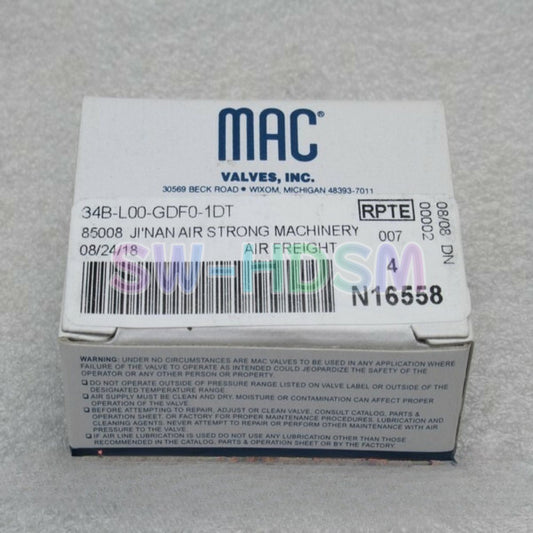 MAC®
VALVES, INC.
30569 BECK ROAD • WIXOM, MICHIGAN 48393-7011
34B-L00-GDF0-1DT
RPTE
85008 JI'NAN AIR STRONG MACHINERY
007
08/24/18 AIR FREIGHT
4
N16558
00002
08/08 DN
SW-HDSM
WARNING: UNDER NO CIRCUMSTANCES ARE MAC VALVES TO BE USED IN ANY APPLICATION WHERE
FAILURE OF THE VALVE TO OPERATE AS INTENDED COULD JEOPARDIZE THE SAFETY OF THE
OPERATOR OR ANY OTHER PERSON OR PERSONS.
❑ DO NOT OPERATE OUTSIDE OF PRESSURE RANGE LISTED ON VALVE LABEL OR OUTSIDE OF THE
DESIGNATED TEMPERATURE RANGE.
❑ AIR SUPPLY MUST BE CLEAN AND DRY. MOISTURE OR CONTAMINATION CAN AFFECT PROPER
OPERATION OF THE VALVE.
❑ BEFORE ATTEMPTING TO REPAIR, ADJUST OR CLEAN VALVE, CONSULT CATALOG, PARTS &
OPERATION SHEET, OR FACTORY FOR PROPER MAINTENANCE PROCEDURES, LUBRICATION AND
CLEANING AGENTS. NEVER ATTEMPT TO REPAIR OR PERFORM OTHER MAINTENANCE WITH AIR
PRESSURE TO THE VALVE.
❑ IF AIR LINE LUBRICATION IS USED DO NOT USE ANY LUBRICATION OTHER THAN THOSE
RECOMMENDED IN THE CATALOG, PARTS & OPERATION SHEET OR BY THE FACTORY.